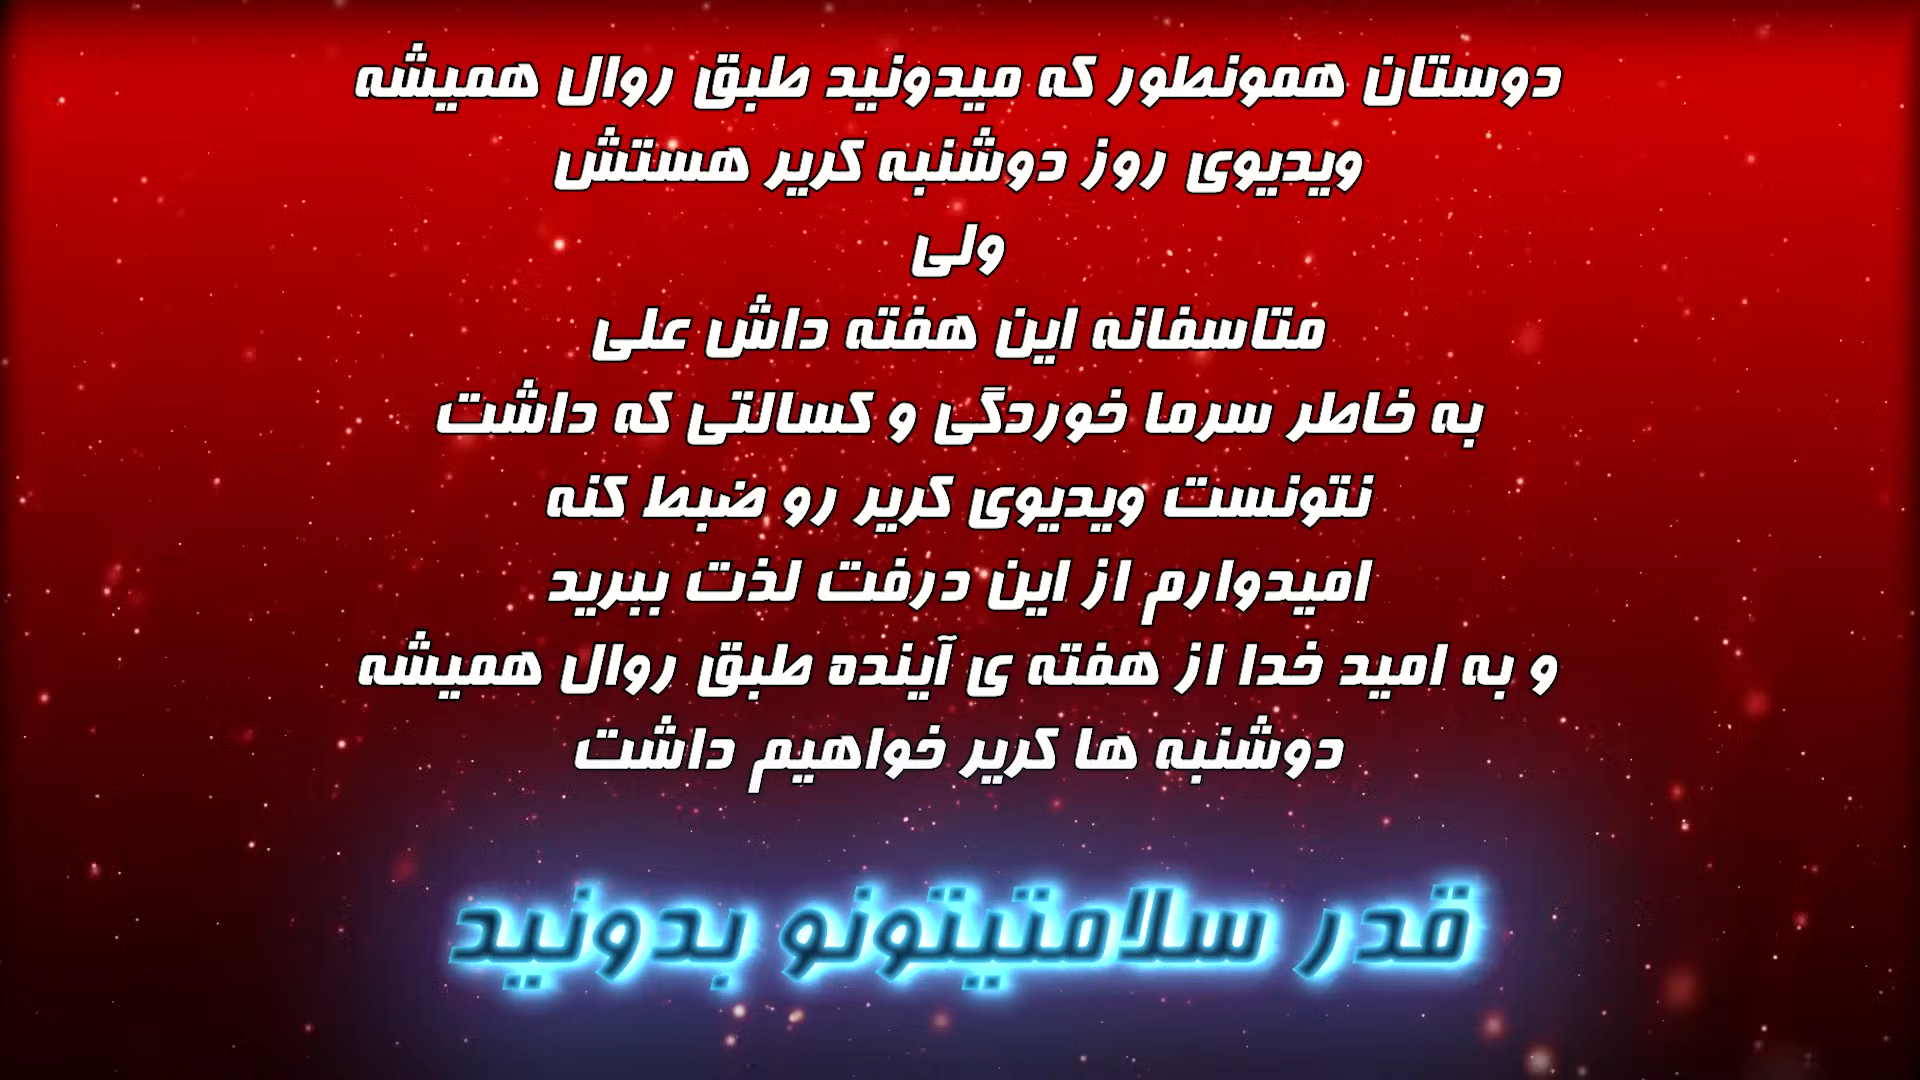 دوستان همونطور که میدونید طبق روال همیشه
ویدیوی روز دوشنبه کریر هستش
ولی
متاسفانه این هفته داش علی
به خاطر سرما خوردگی و کسالتی که داشت
نتونست ویدیوی کریر رو ضبط کنه
امیدوارم از این درفت لذت ببرید
و به امید خدا از هفته ی آینده طبق روال همیشه
دوشنبه ها کریر خواهیم داشت
قدر سلامتیتونو بدونید